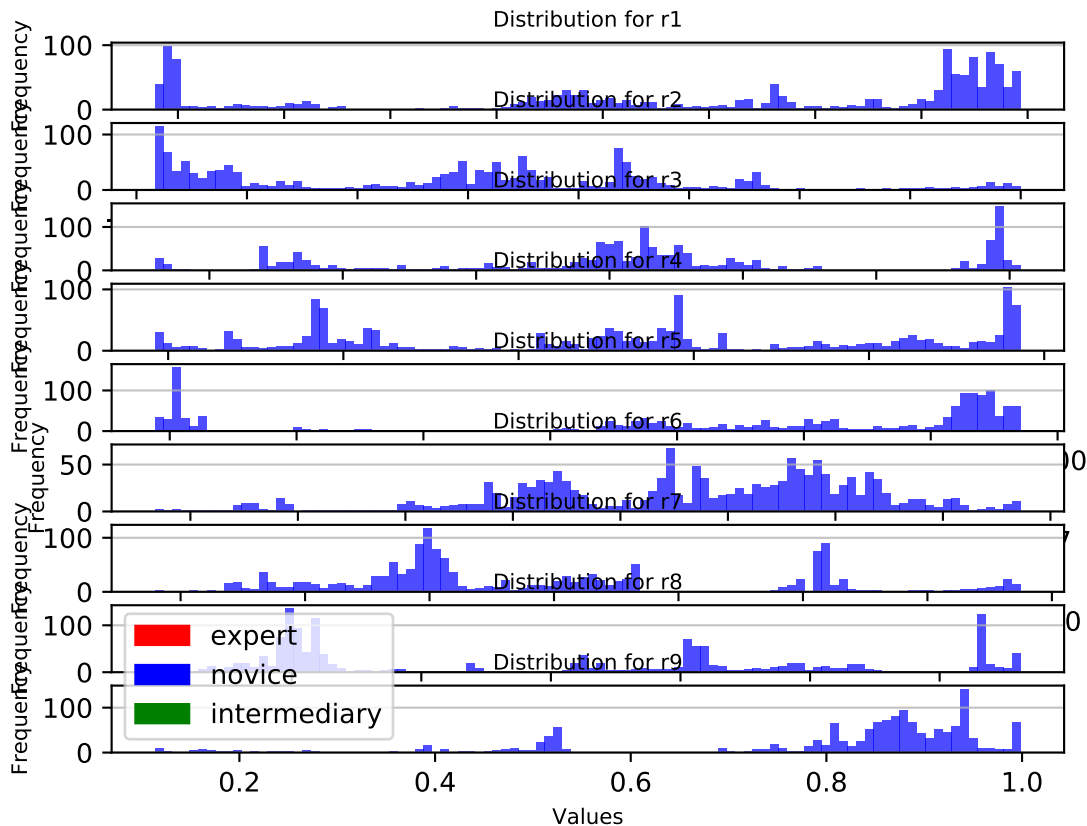 Distribution for r1
100
0
Frequency
Distribution for r2
100
0
Frequency
Distribution for r3
100
0
Frequency
Distribution for r4
100
0
Frequency
Distribution for r5
100
0
Frequency
Distribution for r6
50
0
Frequency
Distribution for r7
100
0
Frequency
Distribution for r8
100
0
Frequency
expert
novice
intermediary
Distribution for r9
100
0
Frequency
0.2 0.4 0.6 0.8 1.0
Values